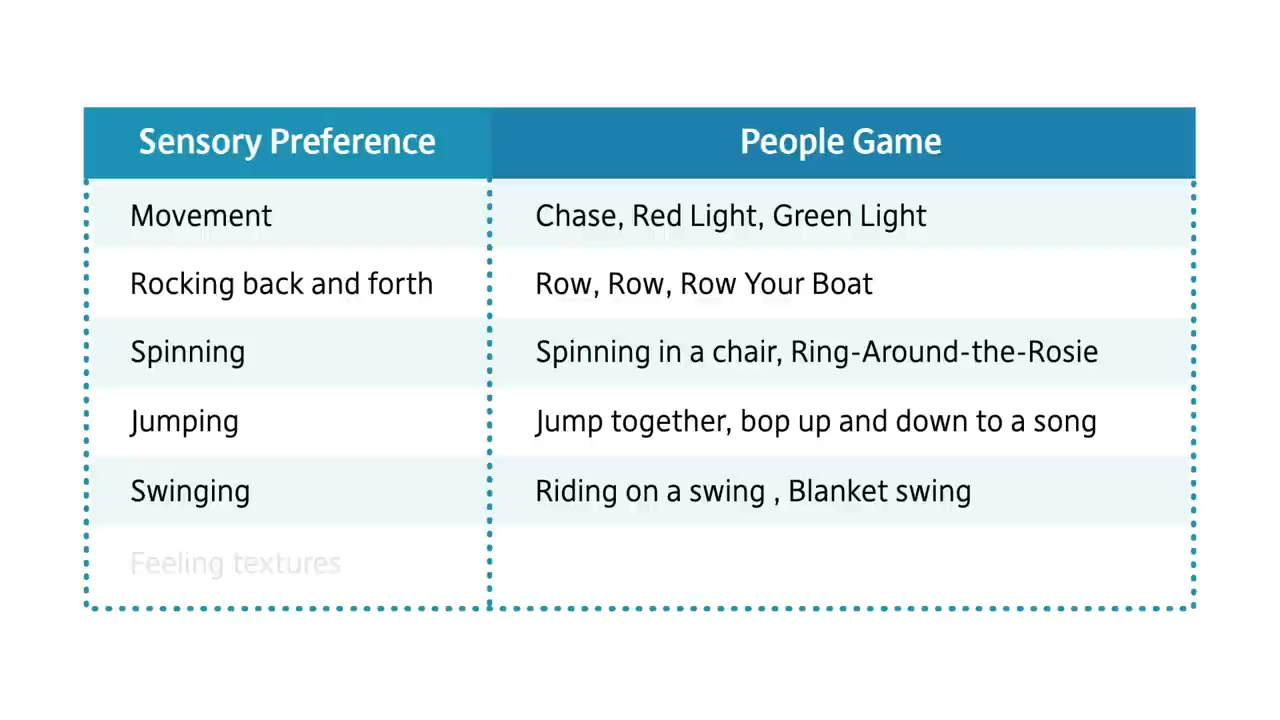 Sensory Preference People Game
Movement Chase, Red Light, Green Light
Rocking back and forth Row, Row, Row Your Boat
Spinning Spinning in a chair, Ring-Around-the-Rosie
Jumping Jump together, bop up and down to a song
Swinging Riding on a swing , Blanket swing
Feeling textures